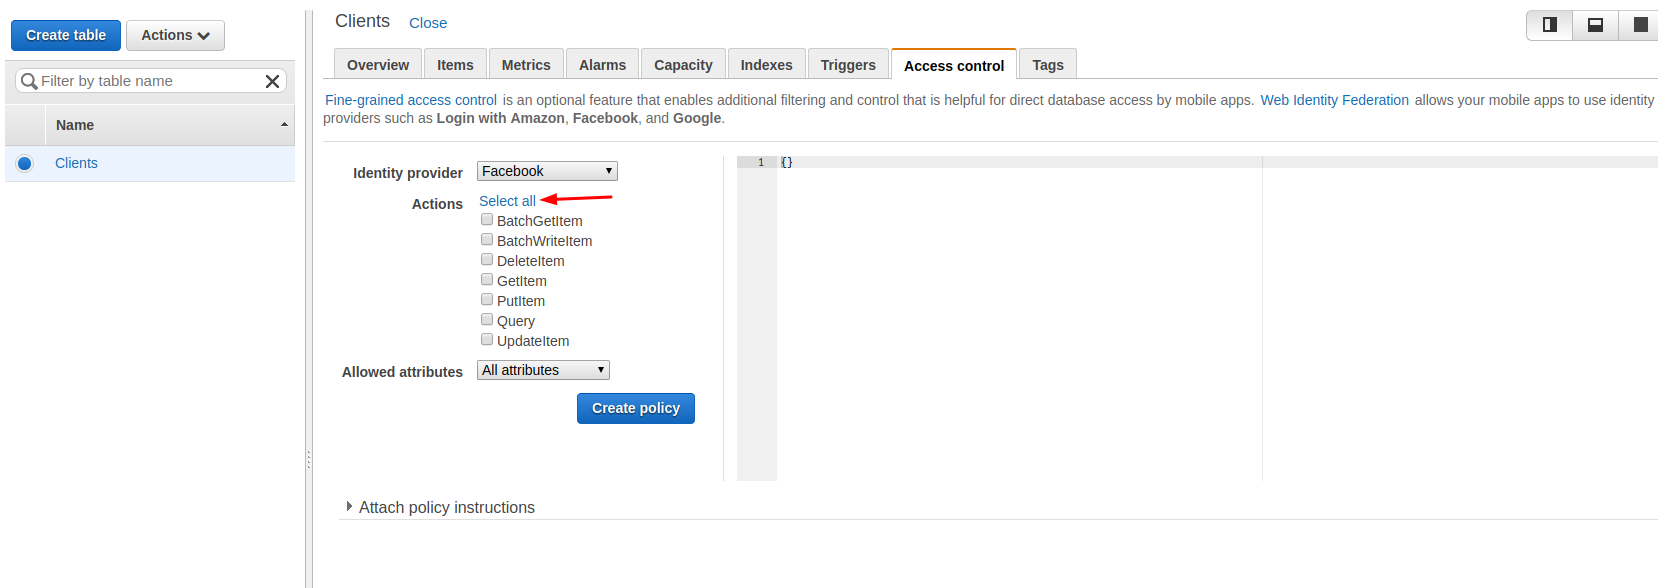 Create table
Actions
Filter by table name
Name
Clients
Clients Close
Overview Items Metrics Alarms Capacity Indexes Triggers Access control Tags
Fine-grained access control is an optional feature that enables additional filtering and control that is helpful for direct database access by mobile apps. Web Identity Federation allows your mobile apps to use identity
providers such as Login with Amazon, Facebook, and Google.
Identity provider Facebook
Actions Select all
BatchGetItem
BatchWriteItem
DeleteItem
GetItem
PutItem
Query
UpdateItem
Allowed attributes All attributes
Create policy
1 {}
Attach policy instructions